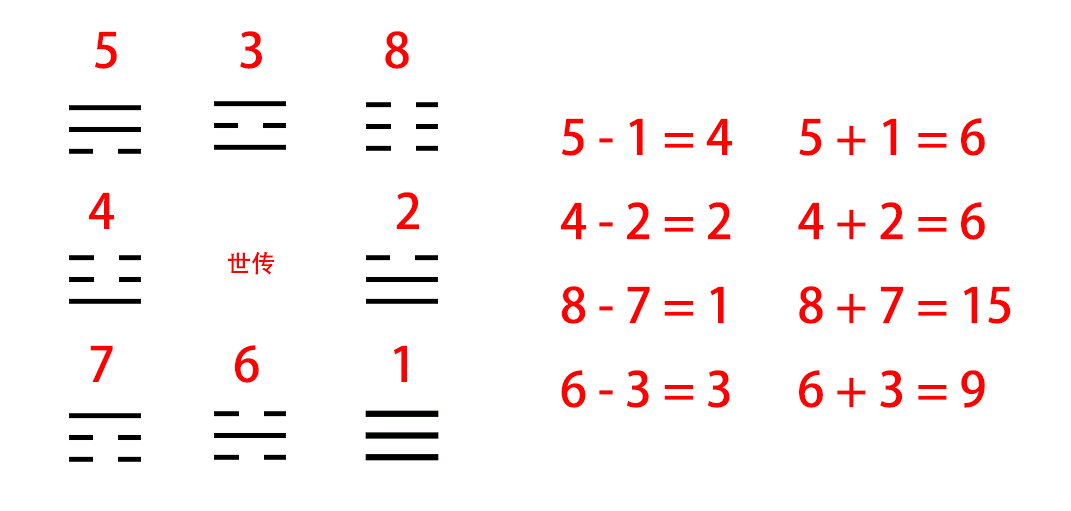 5 3 8
4 世传 2
7 6 1
5 - 1 = 4 5 + 1 = 6
4 - 2 = 2 4 + 2 = 6
8 - 7 = 1 8 + 7 = 15
6 - 3 = 3 6 + 3 = 9